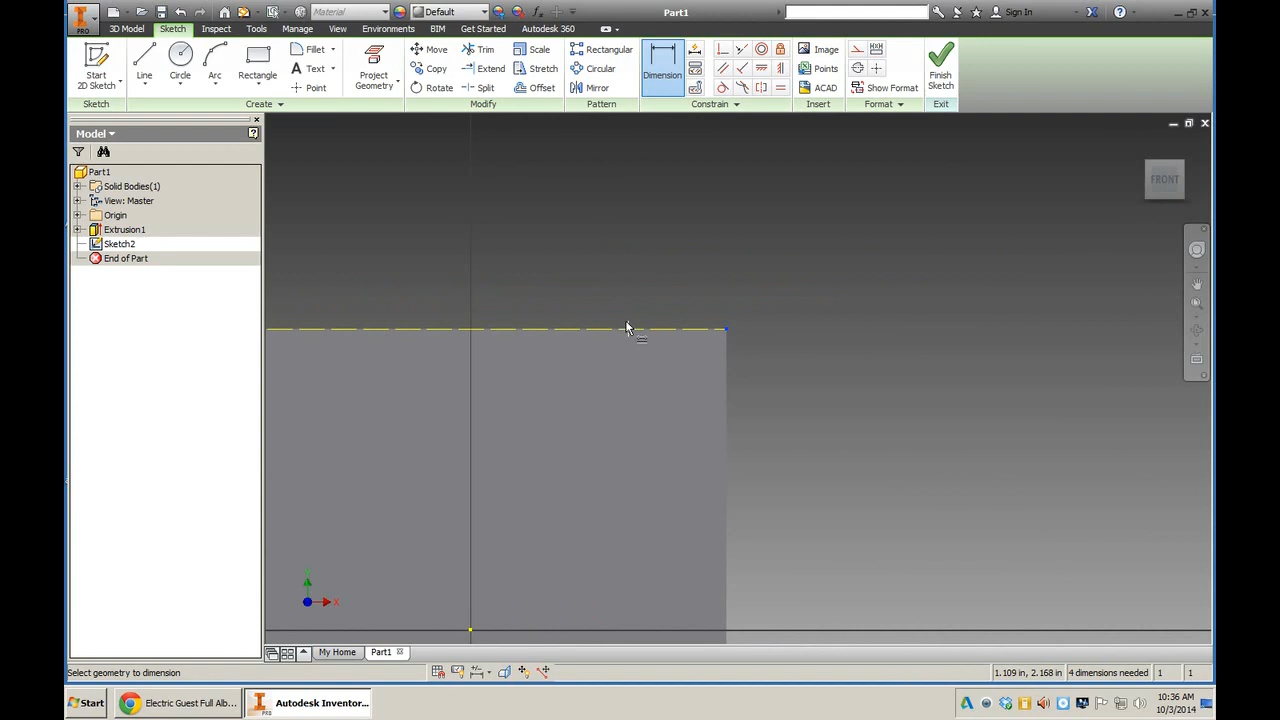 Material
Default
fx
Part1
Sign In
PRO
3D Model
Sketch
Inspect
Tools
Manage
View
Environments
BIM
Get Started
Autodesk 360
Start
2D Sketch
Line
Circle
Arc
Rectangle
Fillet
Text
Point
Project
Geometry
Move
Copy
Rotate
Trim
Extend
Split
Scale
Stretch
Offset
Rectangular
Circular
Mirror
Dimension
Image
Points
ACAD
Show Format
Finish
Sketch
Sketch
Create
Modify
Pattern
Constrain
Insert
Format
Exit
Model
Part1
Solid Bodies(1)
View: Master
Origin
Extrusion1
Sketch2
End of Part
FRONT
X
My Home
Part1
Select geometry to dimension
1.109 in, 2.168 in
4 dimensions needed
1
1
Start
Electric Guest Full Alb...
PRO
Autodesk Inventor...
10:36 AM
10/3/2014